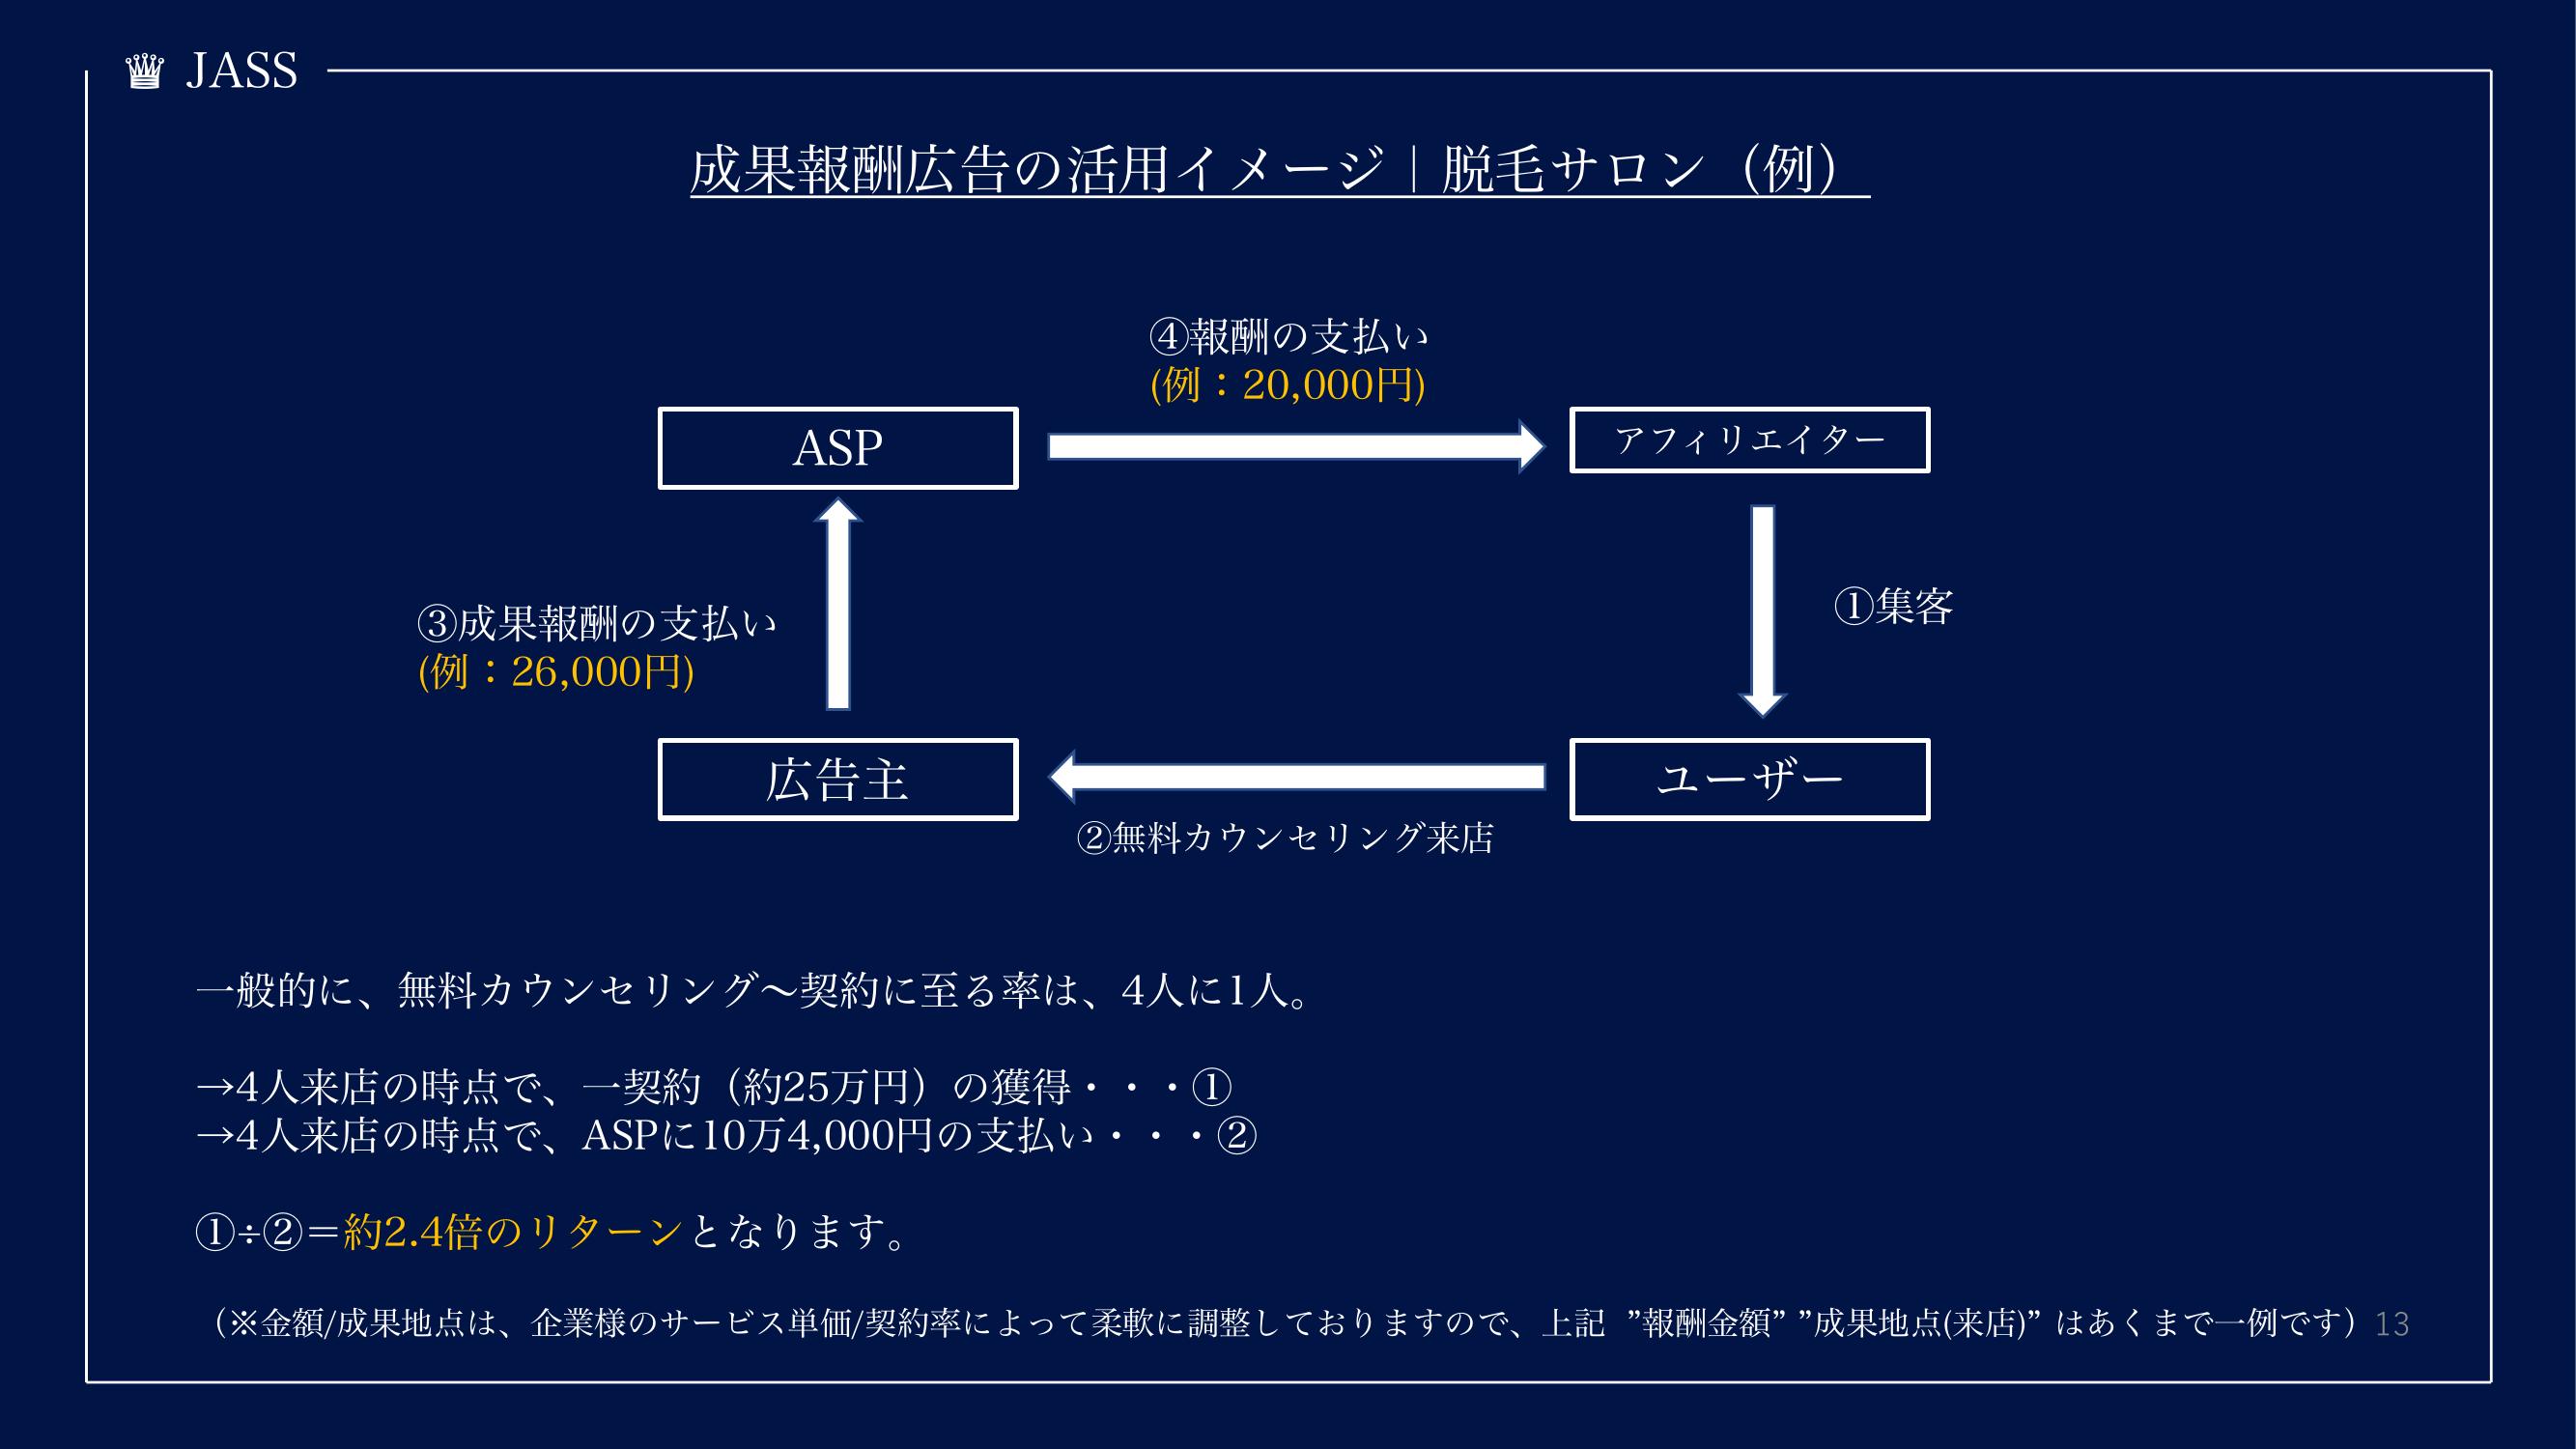 ♛ JASS
成果報酬広告の活用イメージ｜脱毛サロン（例）
④報酬の支払い
(例：20,000円)
ASP
アフィリエイター
③成果報酬の支払い
(例：26,000円)
①集客
広告主
ユーザー
②無料カウンセリング来店
一般的に、無料カウンセリング～契約に至る率は、4人に1人。
→4人来店の時点で、一契約（約25万円）の獲得・・・①
→4人来店の時点で、ASPに10万4,000円の支払い・・・②
①÷②＝約2.4倍のリターンとなります。
（※金額/成果地点は、企業様のサービス単価/契約率によって柔軟に調整しておりますので、上記 ”報酬金額” ”成果地点(来店)” はあくまで一例です）13